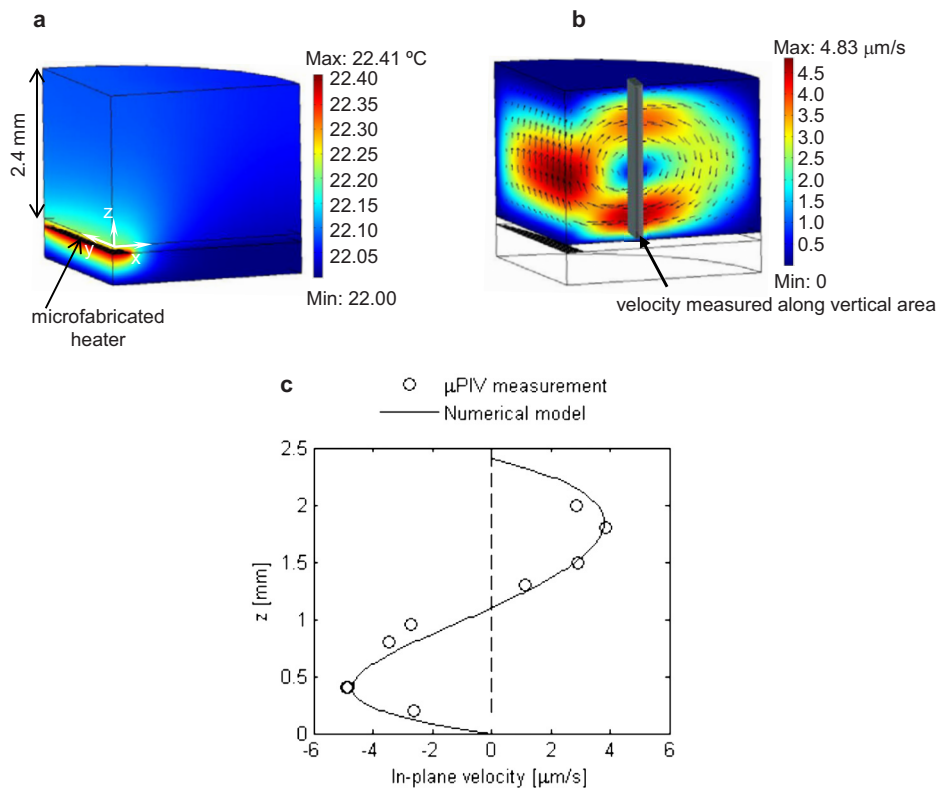 a
Max: 22.41 ºC
22.40
22.35
22.30
22.25
22.20
22.15
22.10
22.05
Min: 22.00
2.4 mm
z
y
x
microfabricated
heater
b
Max: 4.83 μm/s
4.5
4.0
3.5
3.0
2.5
2.0
1.5
1.0
0.5
Min: 0
velocity measured along vertical area
c
μPIV measurement
Numerical model
2.5
2
1.5
1
0.5
0
z [mm]
-6 -4 -2 0 2 4 6
In-plane velocity [μm/s]